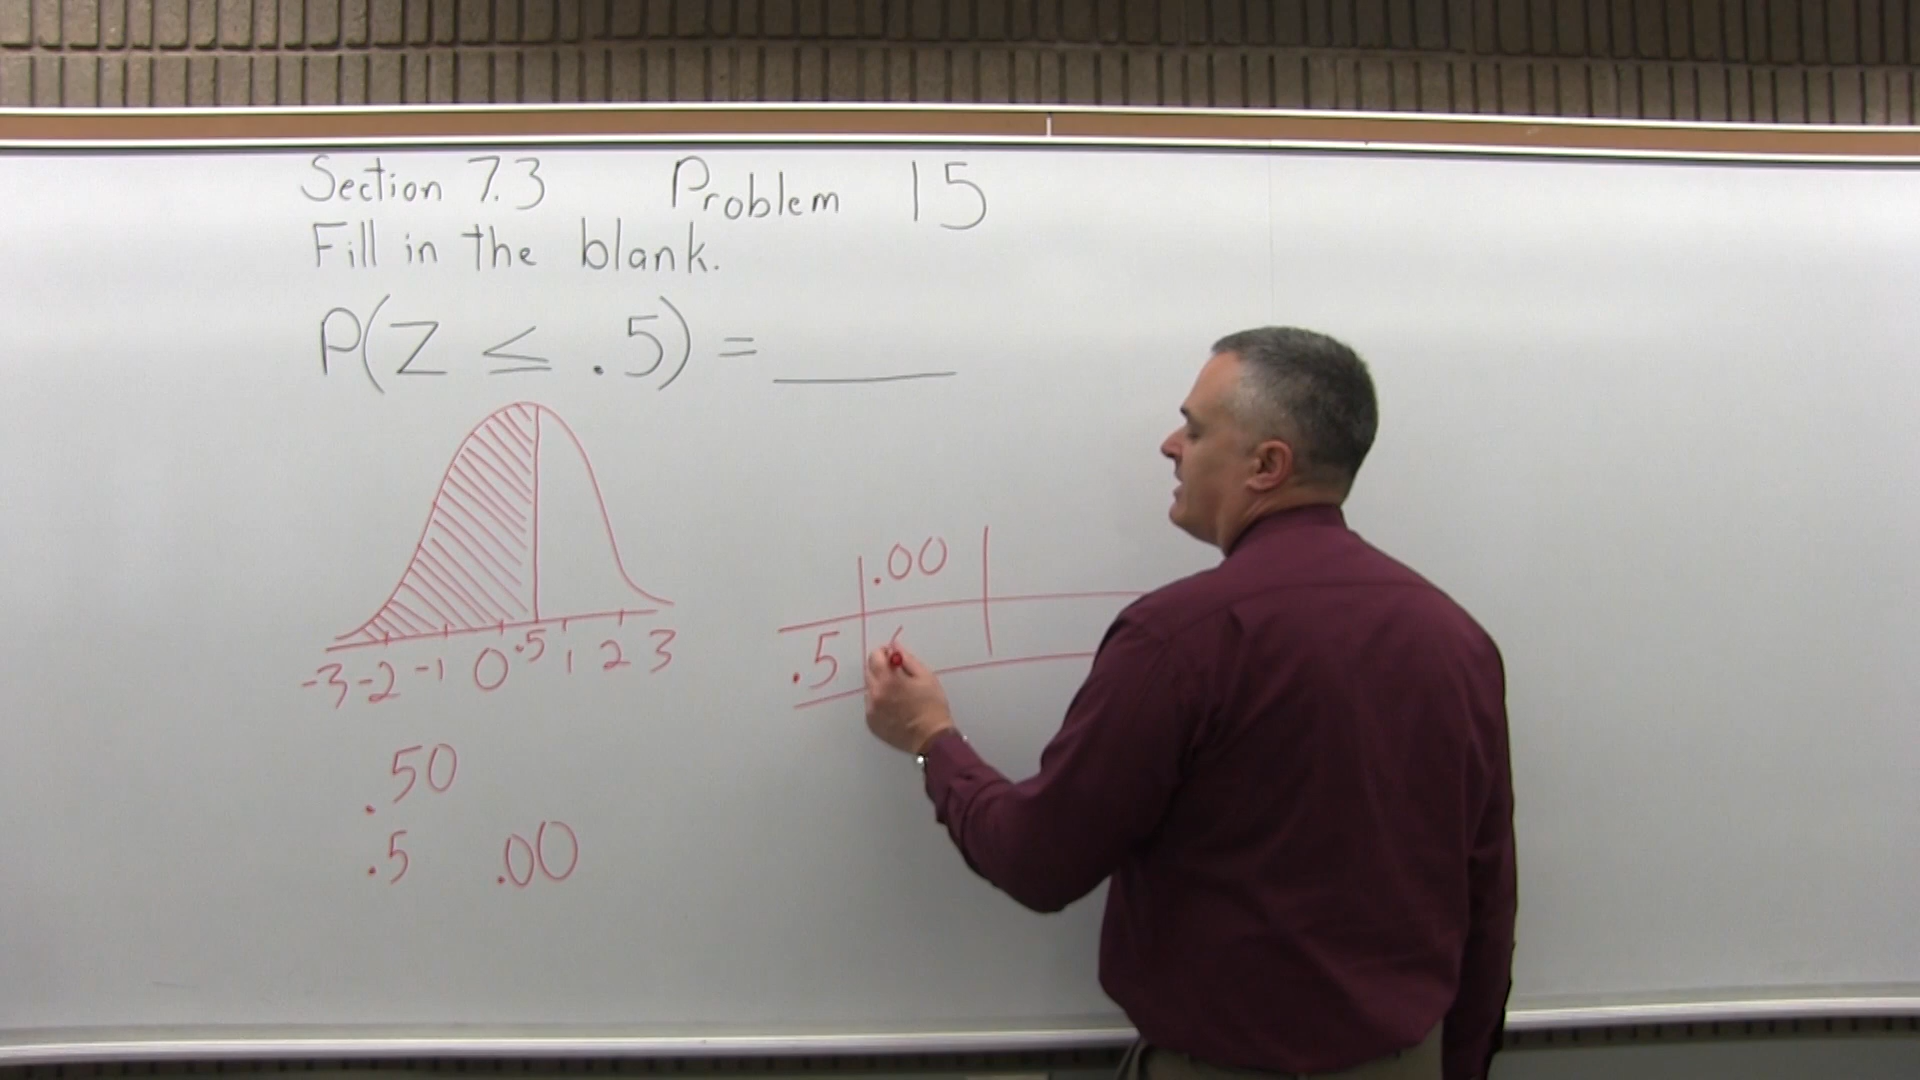 Section 7.3 Problem 15
Fill in the blank.
P(Z ≤ .5) = ______
.00
.5
-3 -2 -1 0 .5 1 2 3
.50
.5 .00